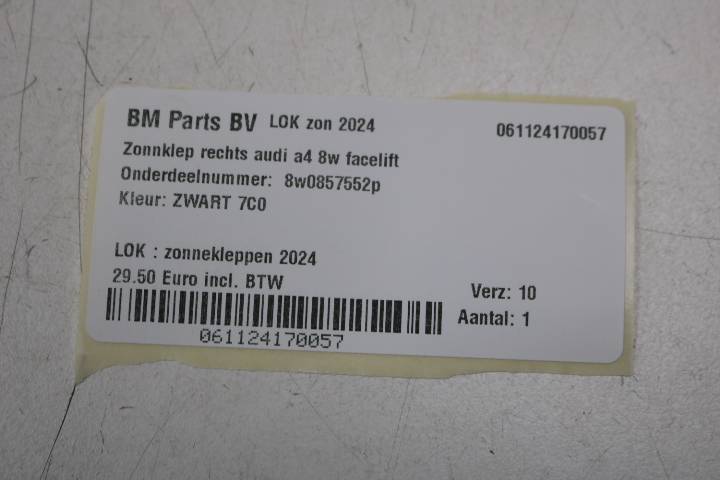 BM Parts BV LOK zon 2024 061124170057
Zonnklep rechts audi a4 8w facelift
Onderdeelnummer: 8w0857552p
Kleur: ZWART 7C0
LOK : zonnekleppen 2024
29.50 Euro incl. BTW
Verz: 10
Aantal: 1
061124170057